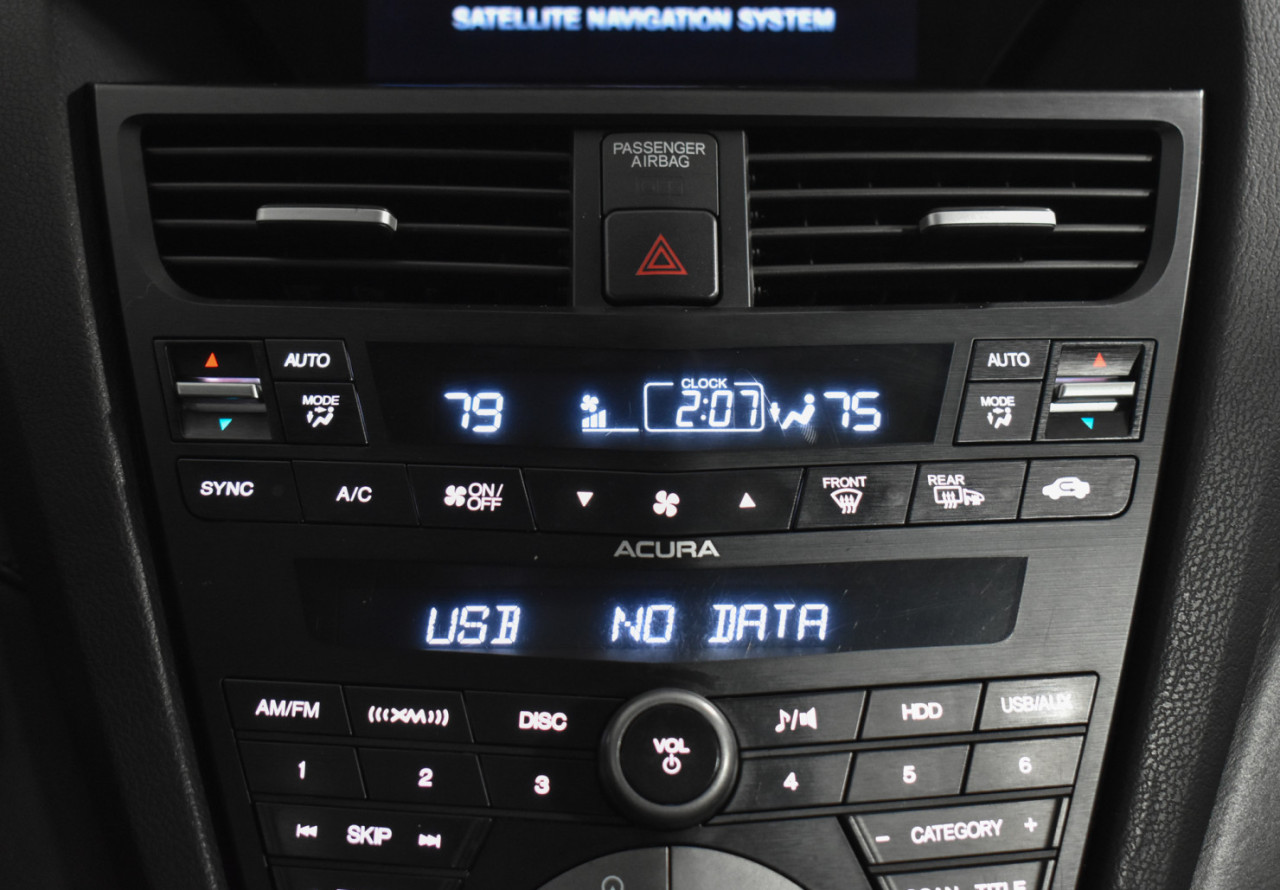 SATELLITE NAVIGATION SYSTEM
PASSENGER
AIRBAG
AUTO
MODE
79
CLOCK
2:07
75
AUTO
MODE
SYNC
A/C
ON/
OFF
FRONT
REAR
ACURA
USB NO DATA
AM/FM
XM
DISC
VOL
HDD
USB/AUX
1
2
3
4
5
6
SKIP
- CATEGORY +
TITLE